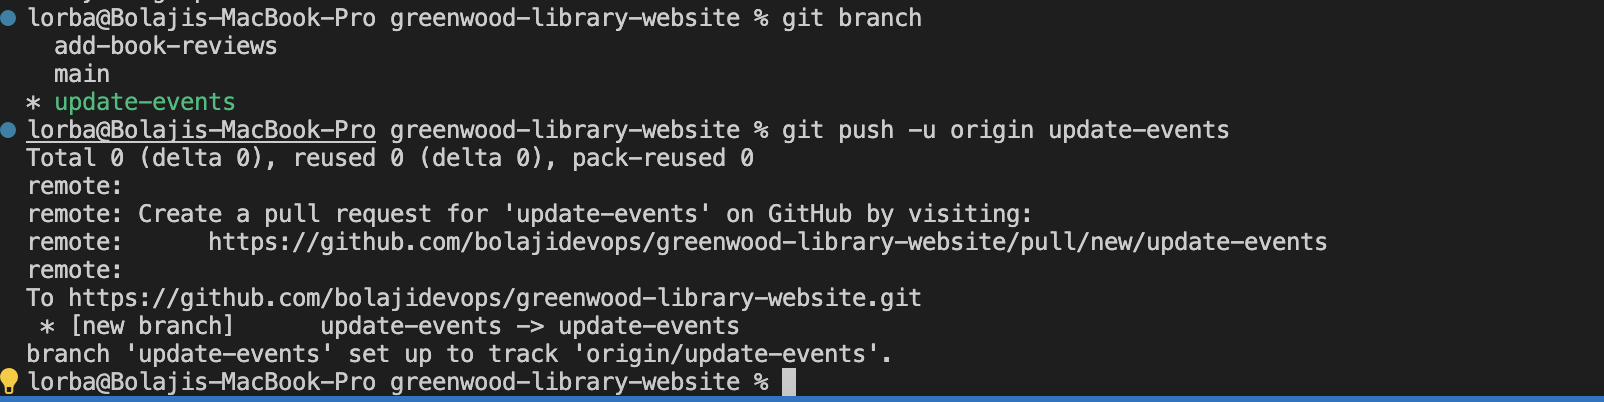 lorba@Bolajis-MacBook-Pro greenwood-library-website % git branch
  add-book-reviews
  main
* update-events
lorba@Bolajis-MacBook-Pro greenwood-library-website % git push -u origin update-events
Total 0 (delta 0), reused 0 (delta 0), pack-reused 0
remote:
remote: Create a pull request for 'update-events' on GitHub by visiting:
remote:      https://github.com/bolajidevops/greenwood-library-website/pull/new/update-events
remote:
To https://github.com/bolajidevops/greenwood-library-website.git
 * [new branch]      update-events -> update-events
branch 'update-events' set up to track 'origin/update-events'.
lorba@Bolajis-MacBook-Pro greenwood-library-website %